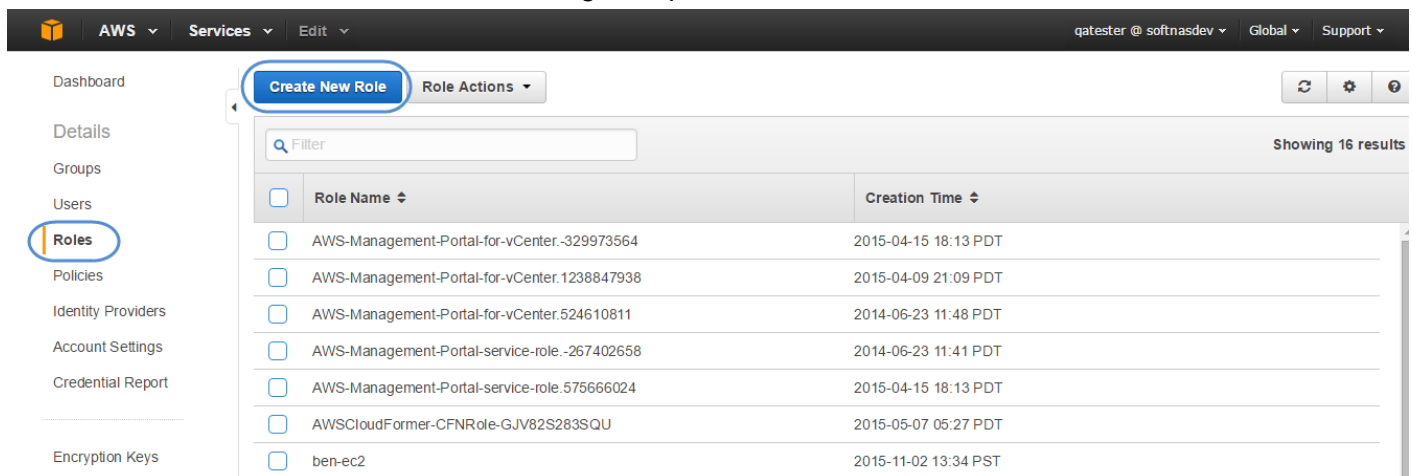 AWS Services Edit qatester @ softnasdev Global Support
Dashboard
Create New Role Role Actions
Details
Filter
Showing 16 results
Groups
Users
Role Name Creation Time
Roles
AWS-Management-Portal-for-vCenter.-329973564 2015-04-15 18:13 PDT
Policies
AWS-Management-Portal-for-vCenter.1238847938 2015-04-09 21:09 PDT
Identity Providers
AWS-Management-Portal-for-vCenter.524610811 2014-06-23 11:48 PDT
Account Settings
AWS-Management-Portal-service-role.-267402658 2014-06-23 11:41 PDT
Credential Report
AWS-Management-Portal-service-role.575666024 2015-04-15 18:13 PDT
AWSCloudFormer-CFNRole-GJV82S283SQU 2015-05-07 05:27 PDT
Encryption Keys
ben-ec2 2015-11-02 13:34 PST